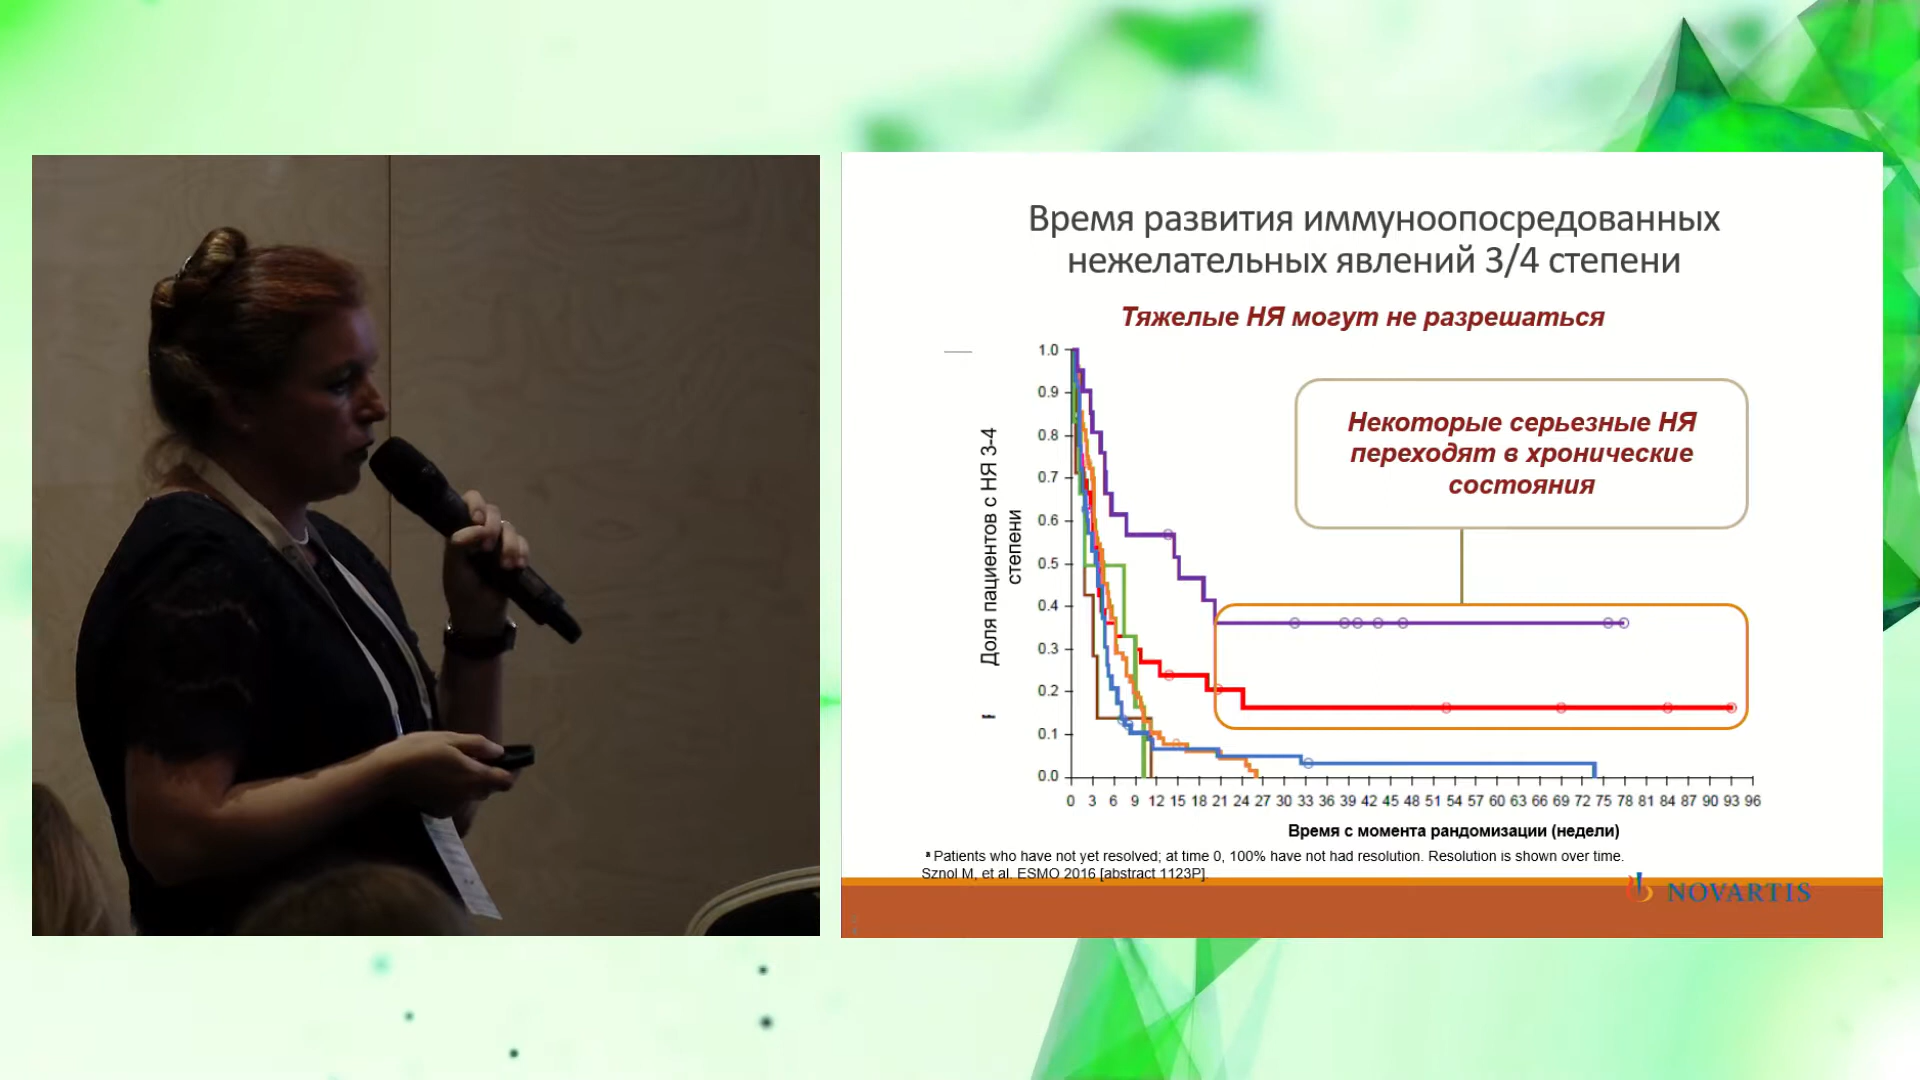 Время развития иммуноопосредованных
нежелательных явлений 3/4 степени
Тяжелые НЯ могут не разрешаться
Доля пациентов с НЯ 3-4
степени
1.0
0.9
0.8
0.7
0.6
0.5
0.4
0.3
0.2
0.1
0.0
Некоторые серьезные НЯ
переходят в хронические
состояния
0 3 6 9 12 15 18 21 24 27 30 33 36 39 42 45 48 51 54 57 60 63 66 69 72 75 78 81 84 87 90 93 96
Время с момента рандомизации (недели)
ª Patients who have not yet resolved; at time 0, 100% have not had resolution. Resolution is shown over time.
Sznol M, et al. ESMO 2016 [abstract 1123P].
NOVARTIS